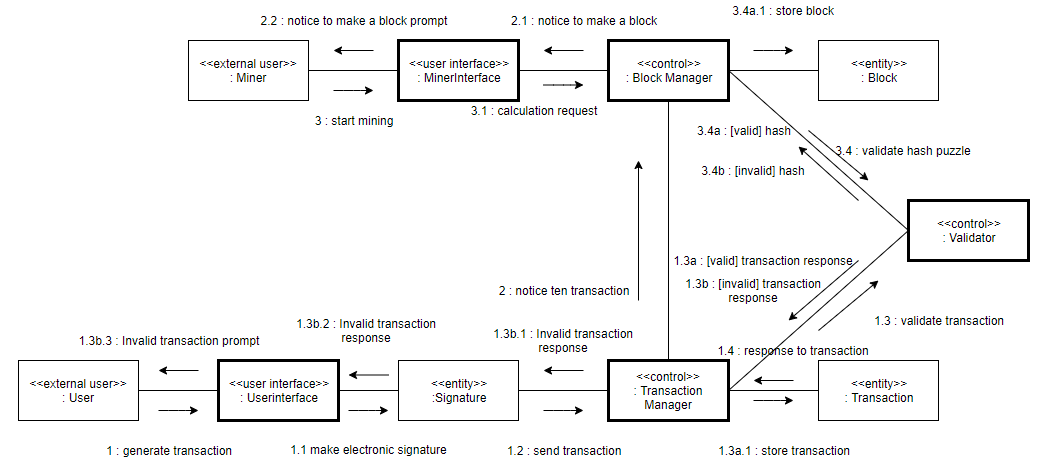 2.2 : notice to make a block prompt
2.1 : notice to make a block
3.4a.1 : store block
<<external user>>
: Miner
<<user interface>>
: MinerInterface
<<control>>
: Block Manager
<<entity>>
: Block
3 : start mining
3.1 : calculation request
3.4a : [valid] hash
3.4 : validate hash puzzle
3.4b : [invalid] hash
<<control>>
: Validator
1.3a : [valid] transaction response
1.3b : [invalid] transaction
response
2 : notice ten transaction
1.3 : validate transaction
1.3b.3 : Invalid transaction prompt
1.3b.2 : Invalid transaction
response
1.3b.1 : Invalid transaction
response
1.4 : response to transaction
<<external user>>
: User
<<user interface>>
: Userinterface
<<entity>>
:Signature
<<control>>
: Transaction
Manager
<<entity>>
: Transaction
1 : generate transaction
1.1 make electronic signature
1.2 : send transaction
1.3a.1 : store transaction